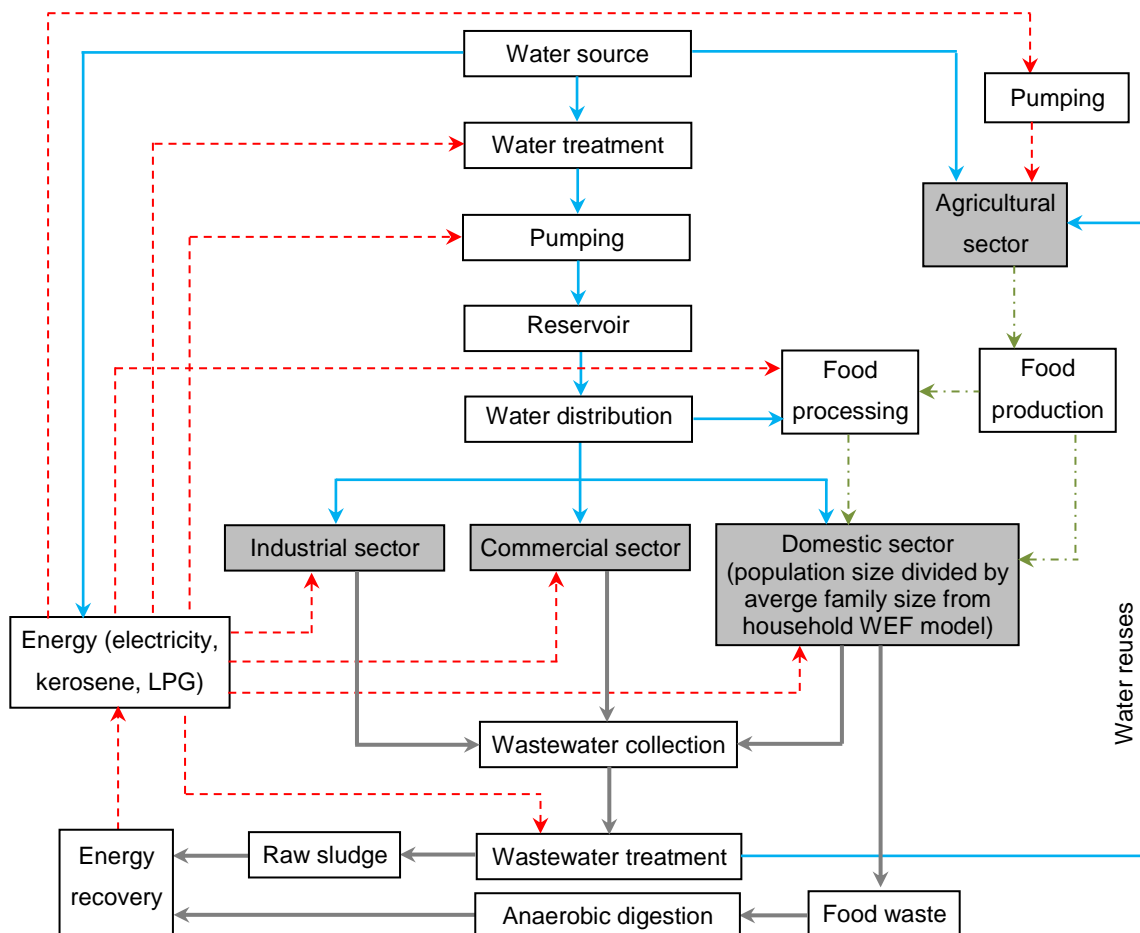 Water source
Pumping
Water treatment
Agricultural
sector
Pumping
Reservoir
Food
processing
Food
production
Water distribution
Industrial sector
Commercial sector
Domestic sector
(population size divided by
averge family size from
household WEF model)
Energy (electricity,
kerosene, LPG)
Water reuses
Wastewater collection
Energy
recovery
Raw sludge
Wastewater treatment
Anaerobic digestion
Food waste